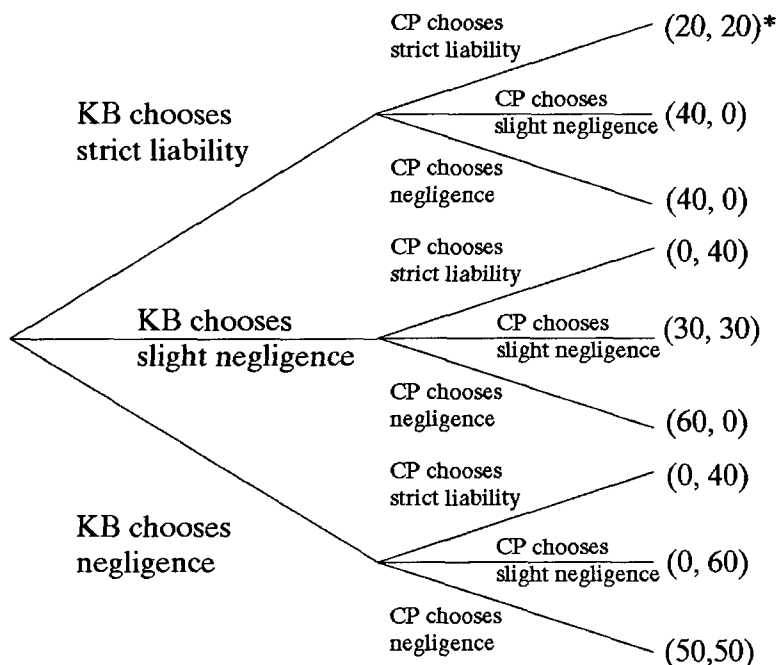 CP chooses
strict liability
(20, 20)*
KB chooses
strict liability
CP chooses
slight negligence
(40, 0)
CP chooses
negligence
(40, 0)
CP chooses
strict liability
(0, 40)
KB chooses
slight negligence
CP chooses
slight negligence
(30, 30)
CP chooses
negligence
(60, 0)
CP chooses
strict liability
(0, 40)
KB chooses
negligence
CP chooses
slight negligence
(0, 60)
CP chooses
negligence
(50,50)